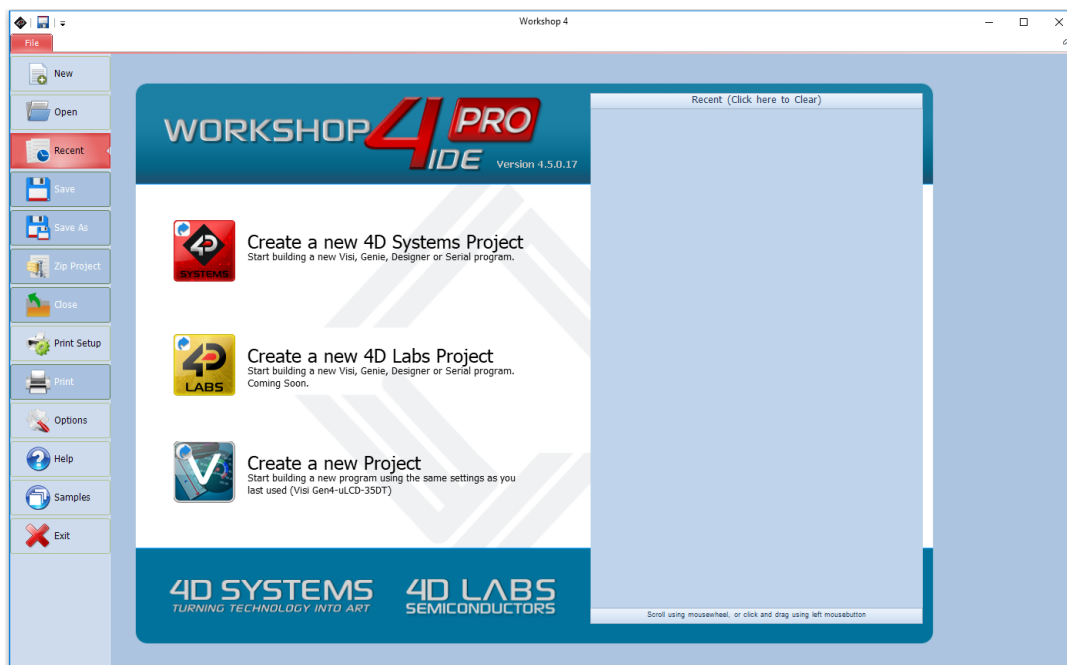 Workshop 4
File
New
Open
Recent
Save
Save As
Zip Project
Close
Print Setup
Print
Options
Help
Samples
Exit
WORKSHOP 4 PRO
IDE Version 4.5.0.17
Create a new 4D Systems Project
Start building a new Visi, Genie, Designer or Serial program.
4D
SYSTEMS
Create a new 4D Labs Project
Start building a new Visi, Genie, Designer or Serial program.
Coming Soon.
4D
LABS
Create a new Project
Start building a new program using the same settings as you
last used (Visi Gen4-uLCD-35DT)
V
4D SYSTEMS
TURNING TECHNOLOGY INTO ART
4D LABS
SEMICONDUCTORS
Recent (Click here to Clear)
Scroll using mousewheel, or click and drag using left mousebutton